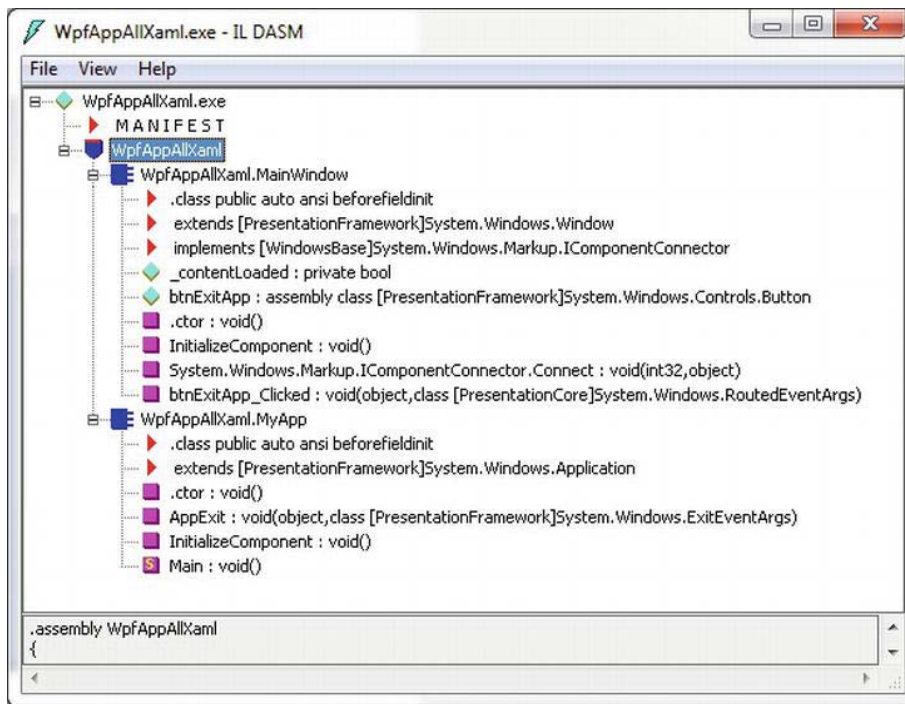 WpfAppAllXaml.exe - IL DASM
File View Help
WpfAppAllXaml.exe
M A N I F E S T
WpfAppAllXaml
WpfAppAllXaml.MainWindow
.class public auto ansi beforefieldinit
extends [PresentationFramework]System.Windows.Window
implements [WindowsBase]System.Windows.Markup.IComponentConnector
_contentLoaded : private bool
btnExitApp : assembly class [PresentationFramework]System.Windows.Controls.Button
.ctor : void()
InitializeComponent : void()
System.Windows.Markup.IComponentConnector.Connect : void(int32,object)
btnExitApp_Clicked : void(object,class [PresentationCore]System.Windows.RoutedEventArgs)
WpfAppAllXaml.MyApp
.class public auto ansi beforefieldinit
extends [PresentationFramework]System.Windows.Application
.ctor : void()
AppExit : void(object,class [PresentationFramework]System.Windows.ExitEventArgs)
InitializeComponent : void()
S Main : void()
.assembly WpfAppAllXaml
{